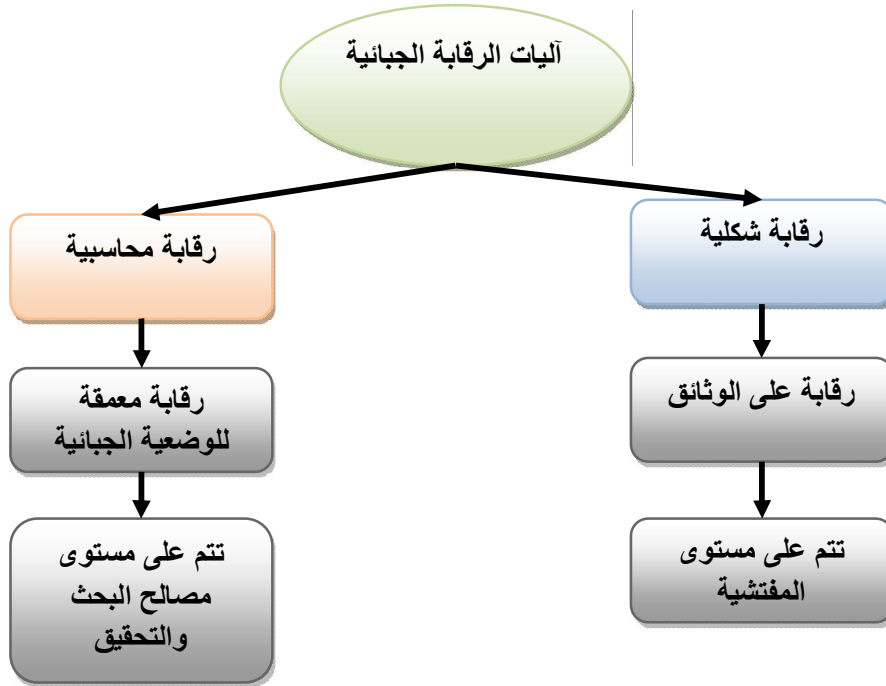 آليات الرقابة الجبائية
رقابة شكلية
رقابة محاسبية
رقابة على الوثائق
رقابة معمقة
للوضعية الجبائية
تتم على مستوى
المفتشية
تتم على مستوى
مصالح البحث
والتحقيق